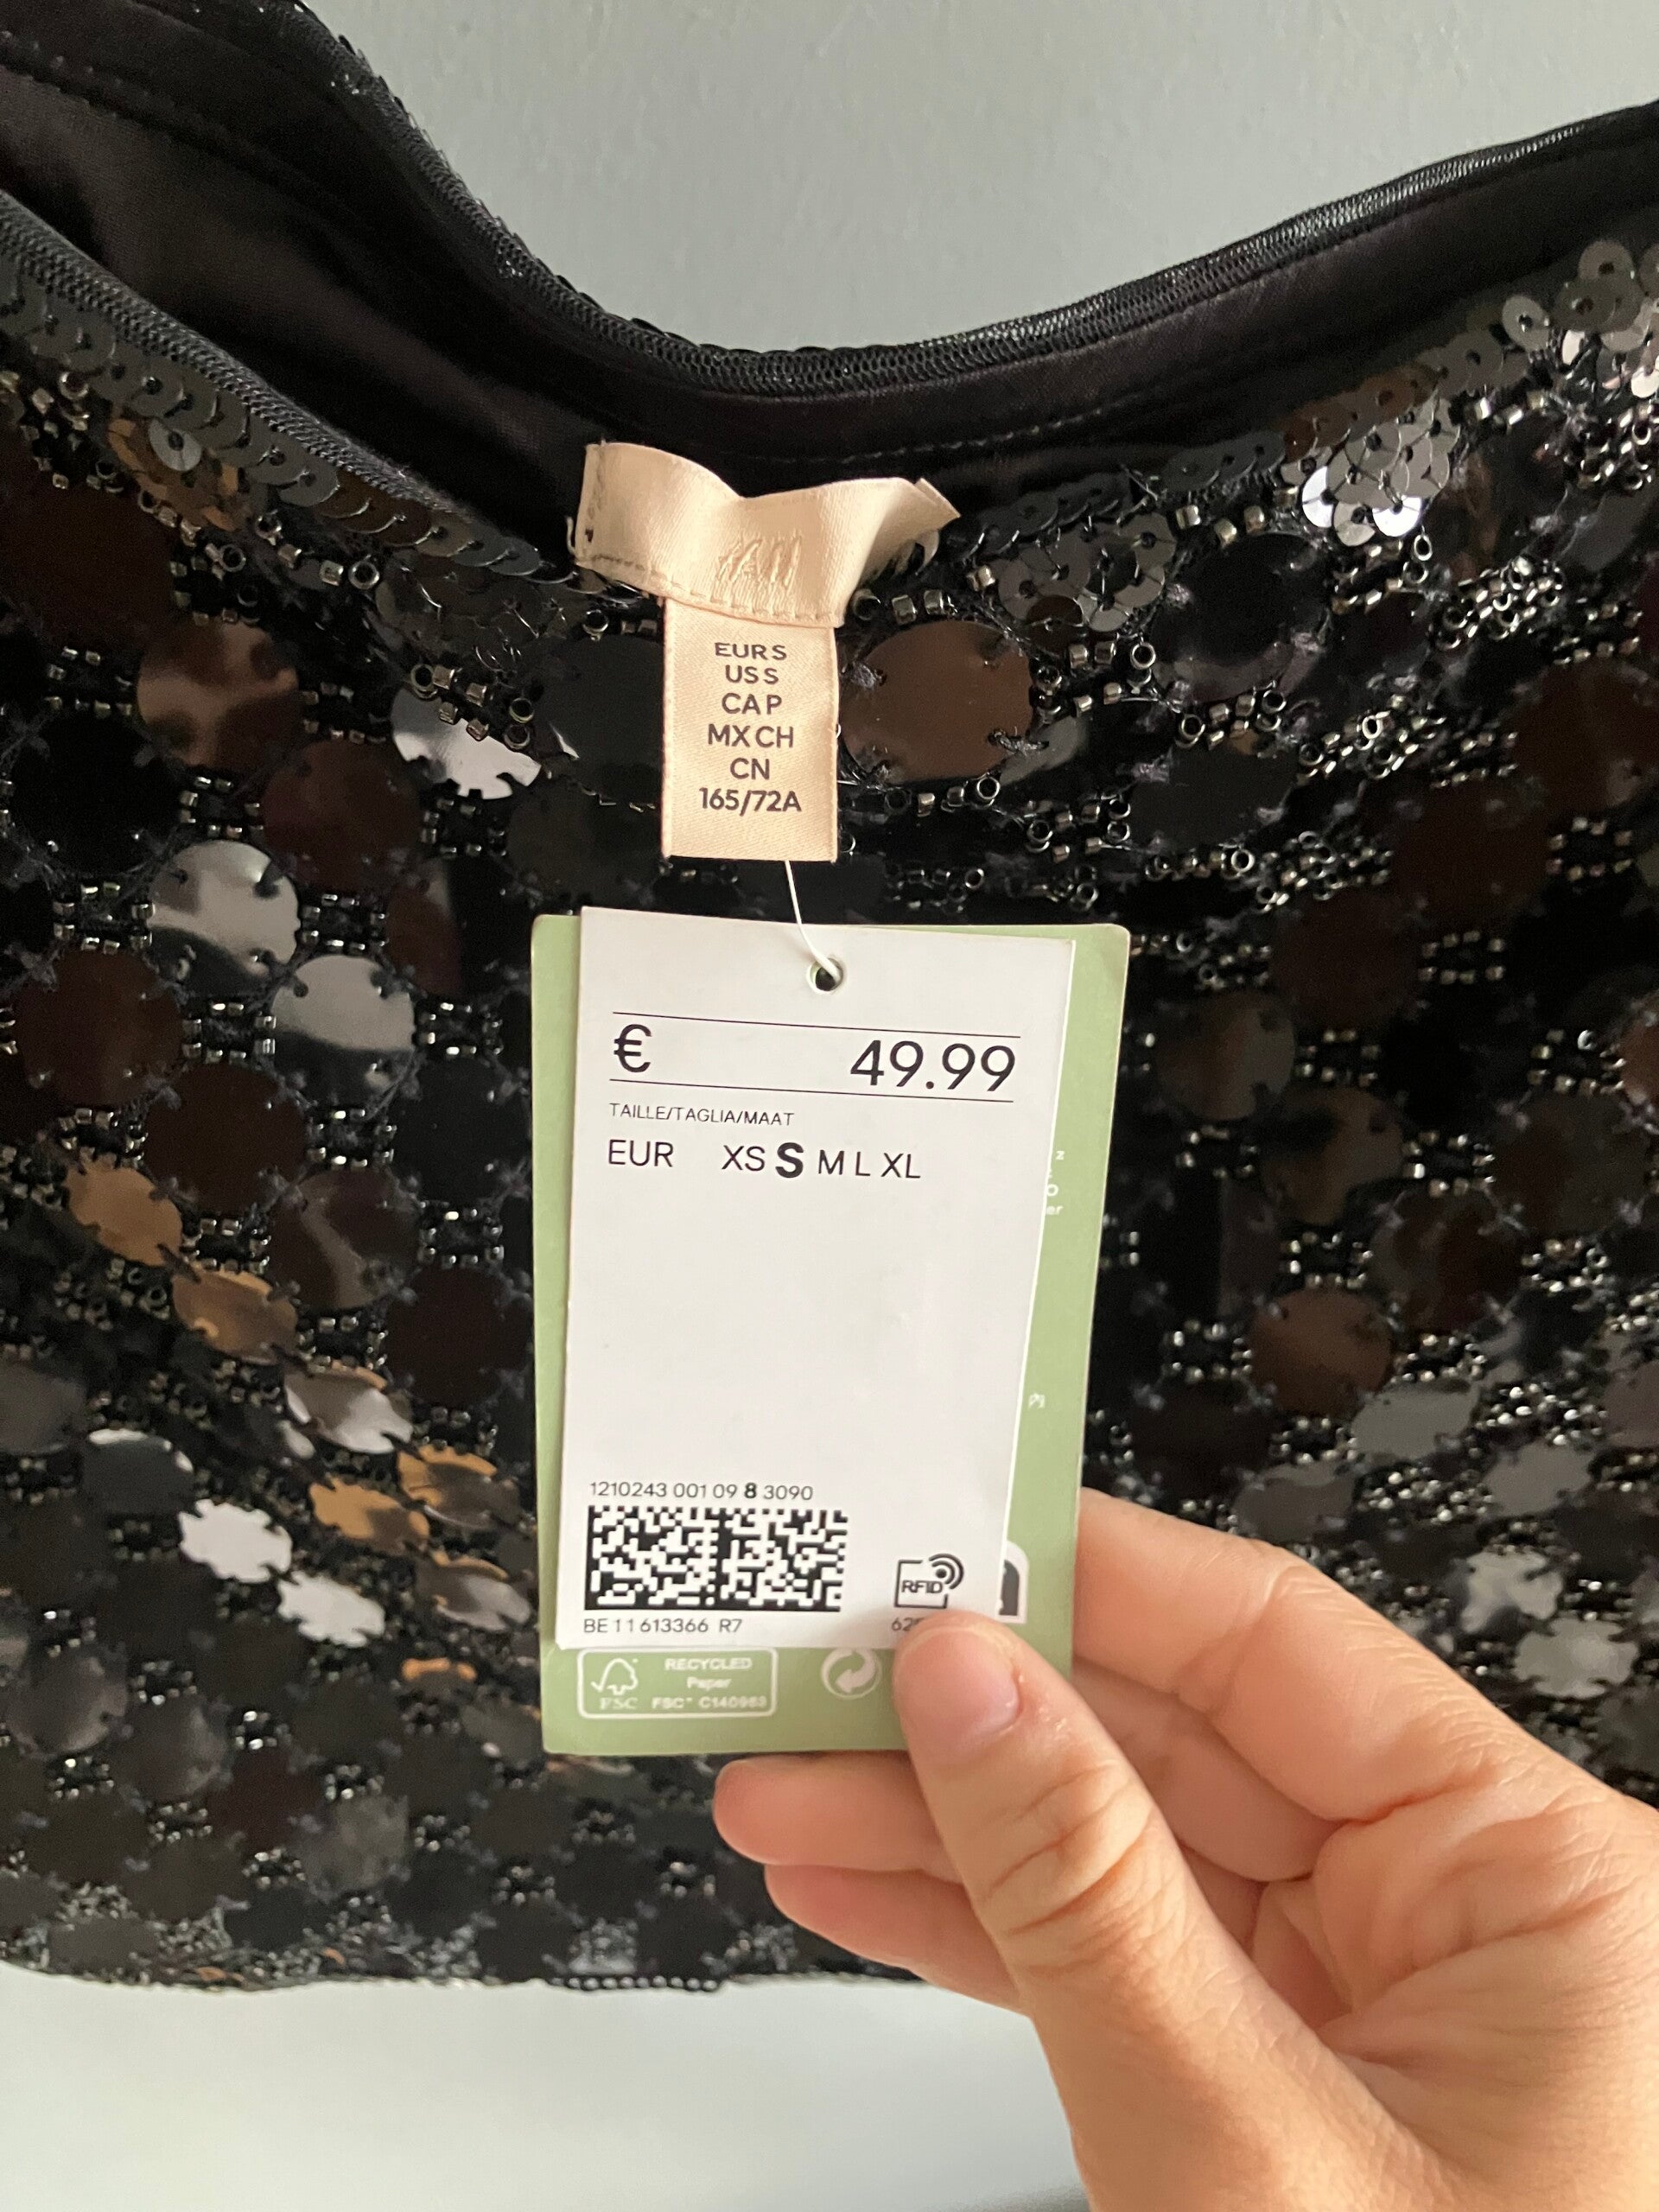 H&M
EUR S
US S
CA P
MX CH
CN
165/72A
€ 49.99
TAILLE/TAGLIA/MAAT
EUR XS S M L XL
1210243 001 09 8 3090
RFID
BE 11 613366 R7
RECYCLED
Paper
FSC
FSC™ C140963